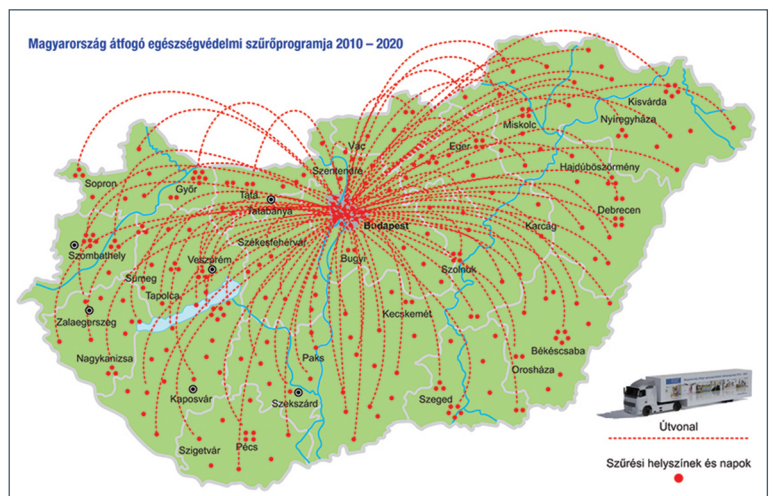 Magyarország átfogó egészségvédelmi szűrőprogramja 2010 – 2020
Kisvárda
Miskolc
Nyíregyháza
Vác
Eger
Szentendre
Hajdúböszörmény
Sopron
Győr
Tata
Tatabánya
Debrecen
Budapest
Karcag
Székesfehérvár
Szombathely
Veszprém
Bugyi
Szolnok
Sümeg
Tapolca
Zalaegerszeg
Kecskemét
Nagykanizsa
Paks
Békéscsaba
Orosháza
Kaposvár
Szekszárd
Szeged
Szigetvár
Pécs
Útvonal
Szűrési helyszínek és napok